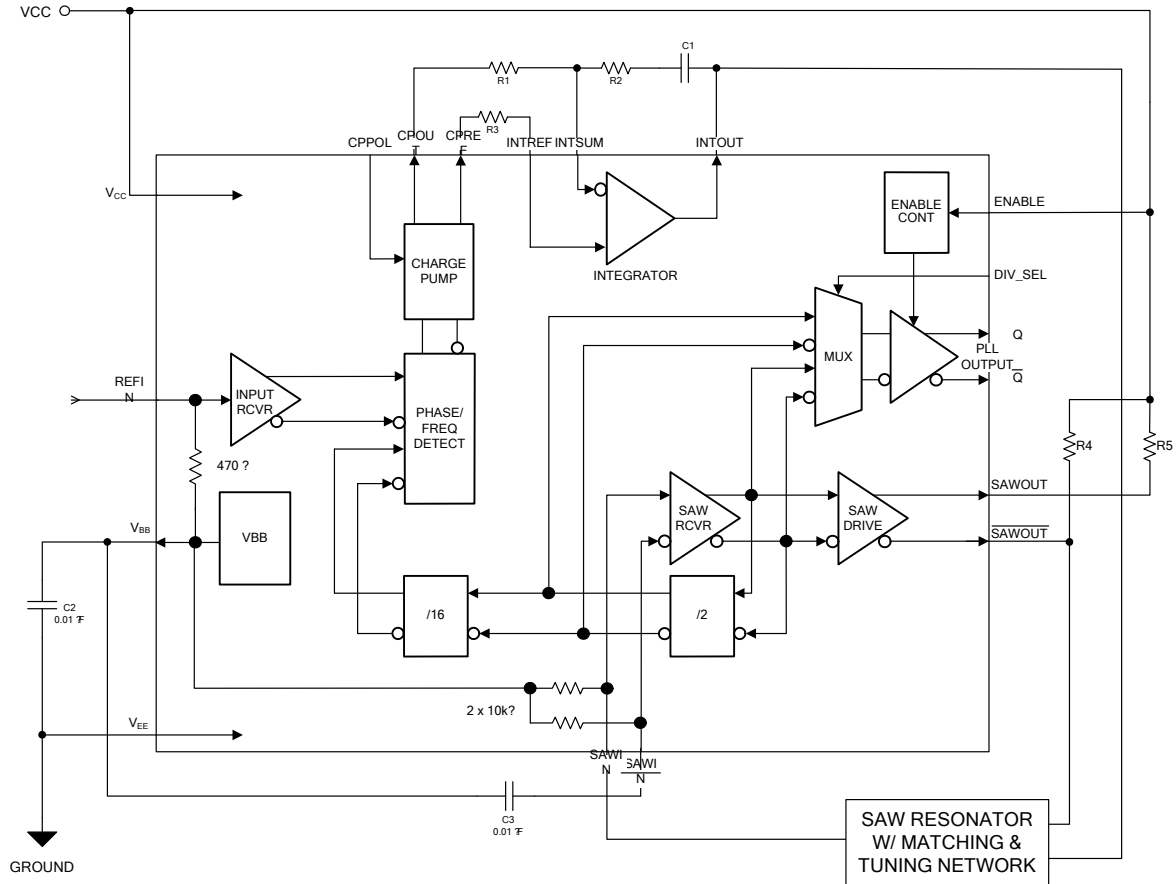 VCC
C1
R1
R2
R3
CPPOL
CPOU
T
CPRE
F
INTREF
INTSUM
INTOUT
VCC
ENABLE
CONT
ENABLE
CHARGE
PUMP
INTEGRATOR
DIV_SEL
MUX
Q
PLL
OUTPUT
Q
REFI
N
INPUT
RCVR
PHASE/
FREQ
DETECT
R4
R5
470 ?
SAWOUT
SAW
RCVR
SAW
DRIVE
VBB
VBB
SAWOUT
C2
0.01 ₮F
/16
/2
2 x 10k?
VEE
SAWI
N
SAWI
N
C3
0.01 ₮F
SAW RESONATOR
W/ MATCHING &
TUNING NETWORK
GROUND